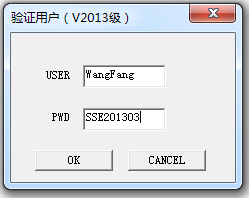 验证用户（V2013级）
USER WangFang
PWD SSE201303
OK CANCEL